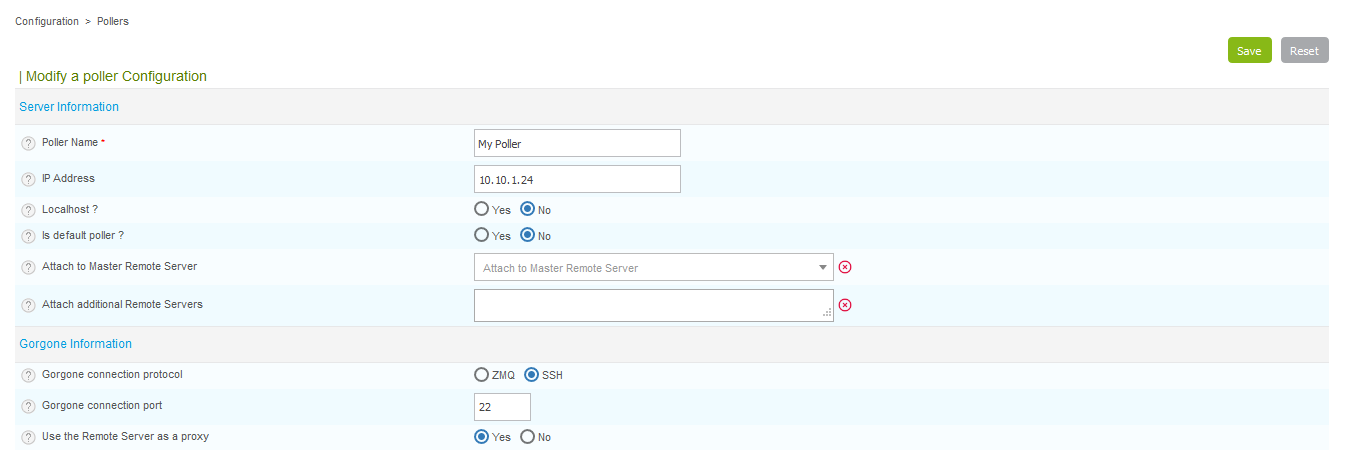 Configuration > Pollers
Save Reset
| Modify a poller Configuration
Server Information
? Poller Name * My Poller
? IP Address 10.10.1.24
? Localhost ? Yes No
? Is default poller ? Yes No
? Attach to Master Remote Server Attach to Master Remote Server
? Attach additional Remote Servers
Gorgone Information
? Gorgone connection protocol ZMQ SSH
? Gorgone connection port 22
? Use the Remote Server as a proxy Yes No